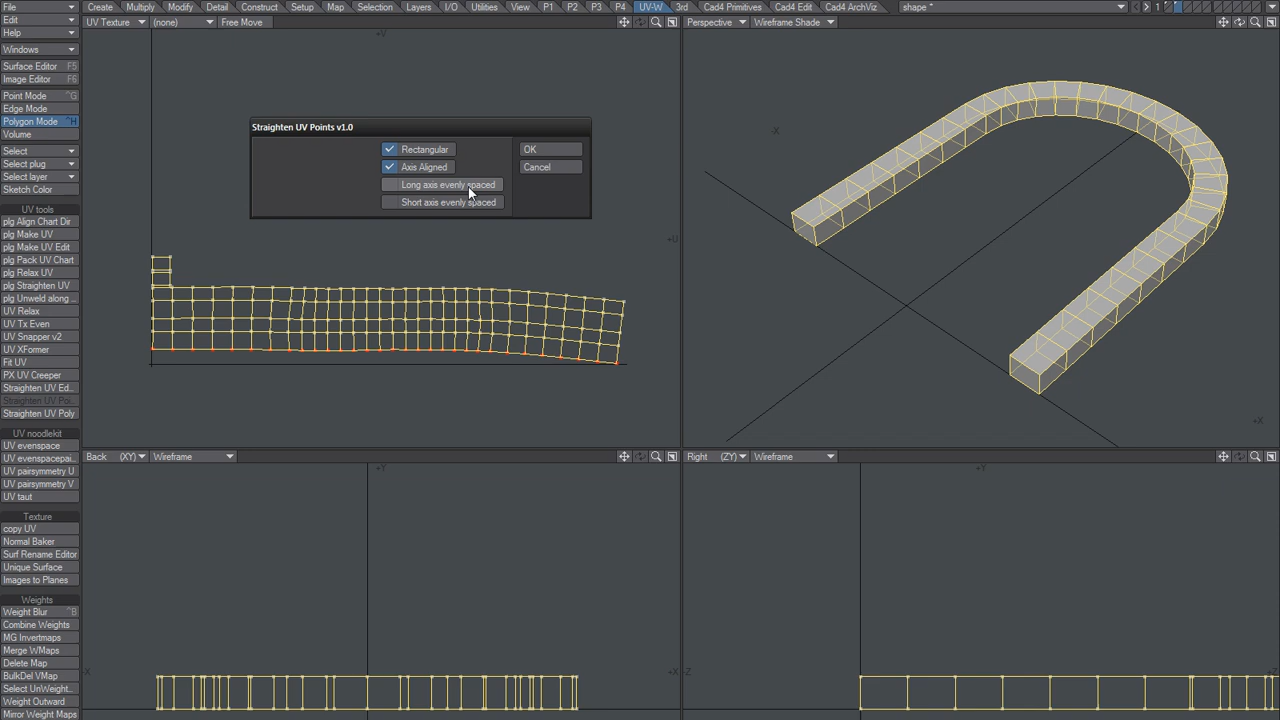 File Create Multiply Modify Detail Construct Setup Map Selection Layers I/O Utilities View P1 P2 P3 P4 UV-W 3rd Cad4 Primitives Cad4 Edit Cad4 ArchViz shape * 1
Edit UV Texture (none) Free Move Perspective Wireframe Shade
Help
Windows
Surface Editor F5
Image Editor F6
Point Mode ^G
Edge Mode
Polygon Mode ^H
Volume
Select
Select plug
Select layer
Sketch Color
UV tools
plg Align Chart Dir
plg Make UV
plg Make UV Edit
plg Pack UV Chart
plg Relax UV
plg Straighten UV
plg Unweld along ...
UV Relax
UV Tx Even
UV Snapper v2
UV XFormer
Fit UV
PX UV Creeper
Straighten UV Ed..
Straighten UV Poi..
Straighten UV Poly
UV noodlekit
UV evenspace
UV evenspacepai..
UV pairsymmetry U
UV pairsymmetry V
UV taut
Texture
copy UV
Normal Baker
Surf Rename Editor
Unique Surface
Images to Planes
Weights
Weight Blur ^B
Combine Weights
MG Invertmaps
Merge WMaps
Delete Map
BulkDel VMap
Select UnWeight..
Weight Outward
Mirror Weight Maps
+V
+U
Straighten UV Points v1.0
Rectangular OK
Axis Aligned Cancel
Long axis evenly spaced
Short axis evenly spaced
-X
+X
Back (XY) Wireframe
+Y
-X +X
Right (ZY) Wireframe
+Y
-Z +Z